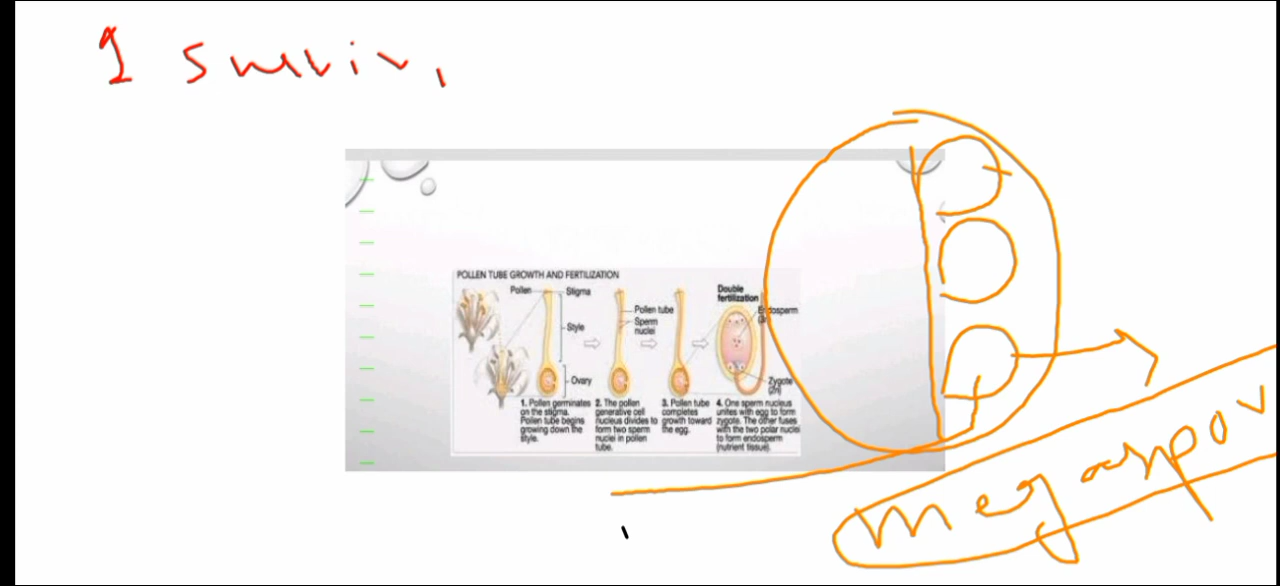 1 surviv,
POLLEN TUBE GROWTH AND FERTILIZATION
Pollen
Stigma
Style
Ovary
Pollen tube
Sperm
nuclei
Double
fertilization
Endosperm
Zygote
(2n)
1. Pollen germinates
on the stigma.
Pollen tube begins
growing down the
style.
2. The pollen
generative cell
nucleus divides to
form two sperm
nuclei in pollen
tube.
3. Pollen tube
completes
growth toward
the egg.
4. One sperm nucleus
unites with egg to form
zygote. The other fuses
with the two polar nuclei
to form endosperm
(nutrient tissue).
megaspor